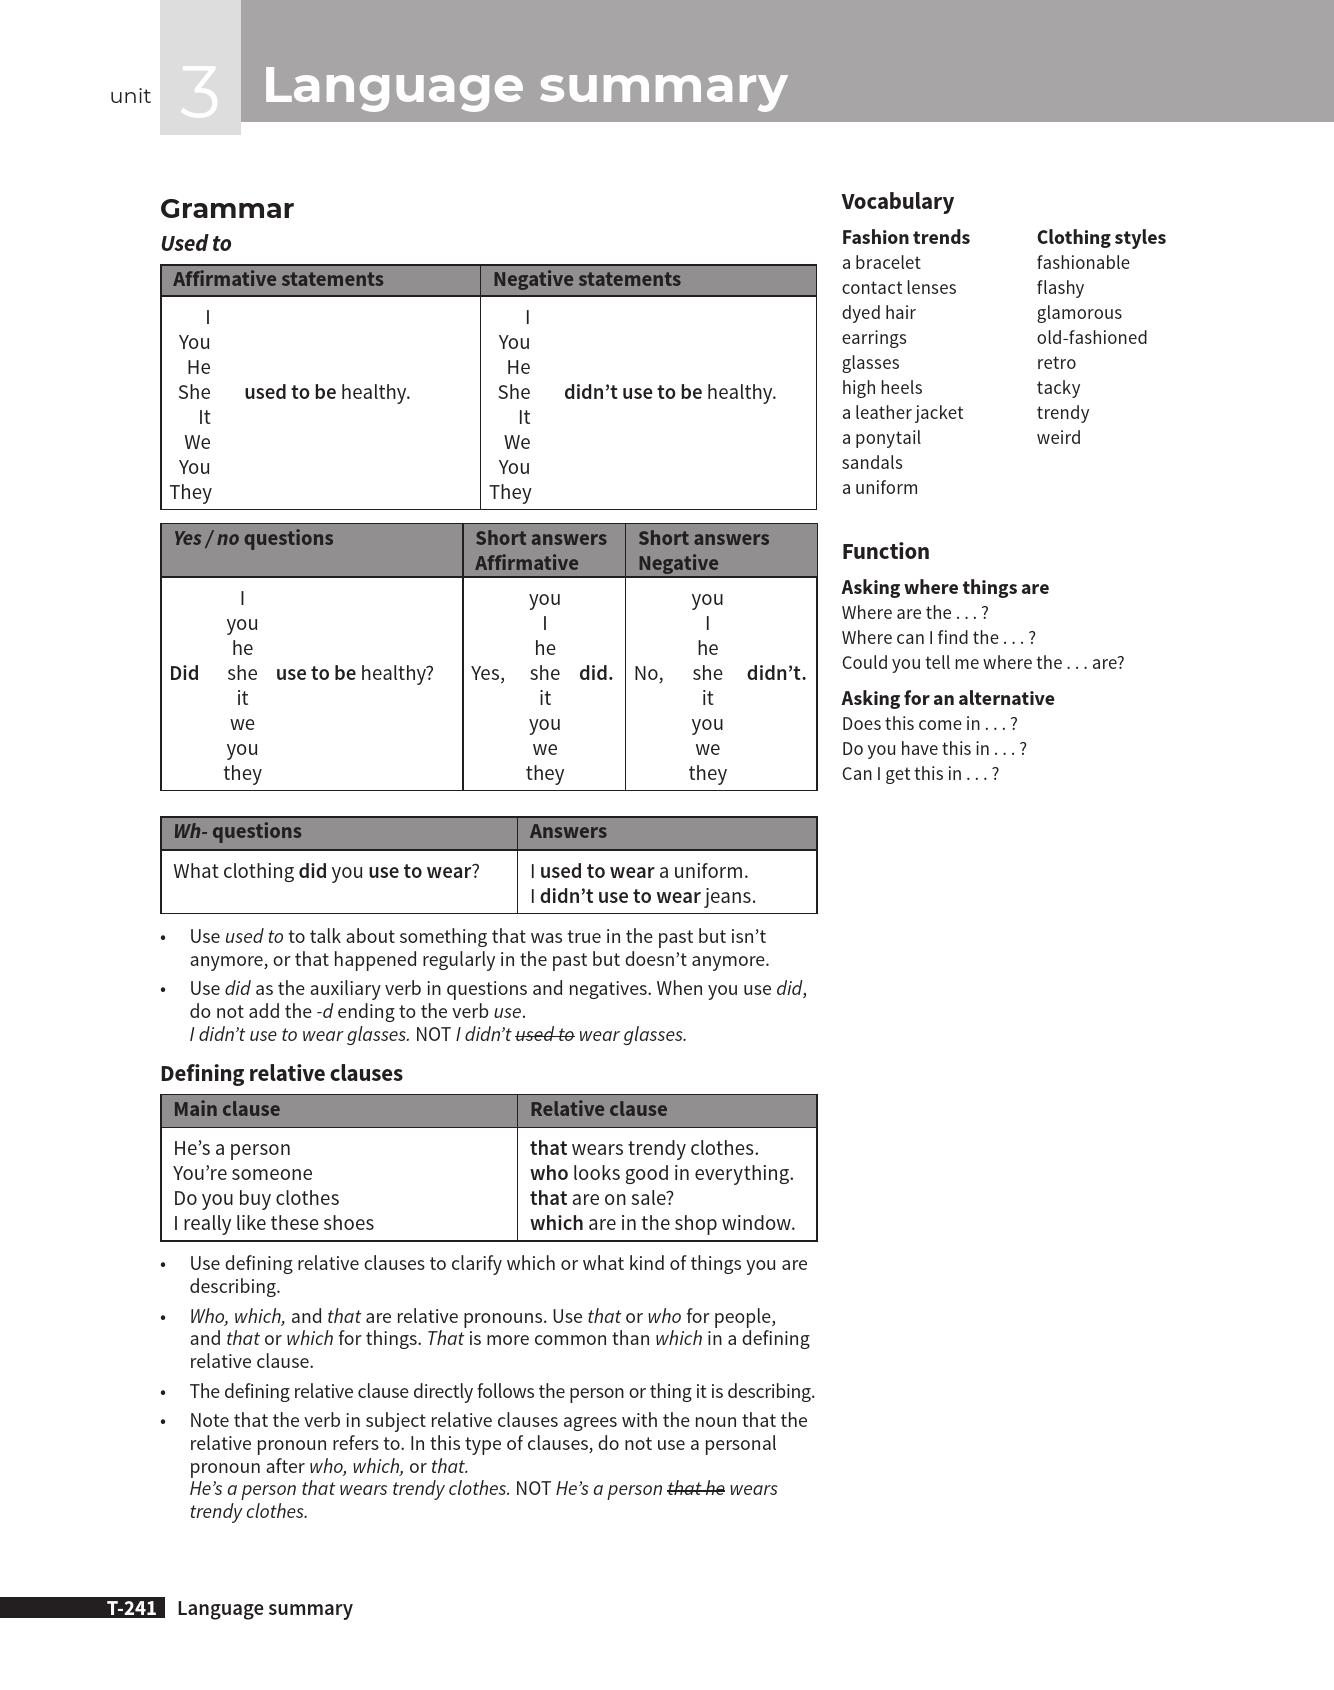 unit 3 Language summary
Grammar
Used to
Affirmative statements Negative statements
I
You
He
She used to be healthy.
It
We
You
They
I
You
He
She didn’t use to be healthy.
It
We
You
They
Yes / no questions
Short answers
Affirmative
Short answers
Negative
I
you
he
Did she use to be healthy?
it
we
you
they
you
I
he
Yes, she did.
it
you
we
they
you
I
he
No, she didn’t.
it
you
we
they
Wh- questions Answers
What clothing did you use to wear? I used to wear a uniform.
I didn’t use to wear jeans.
• Use used to to talk about something that was true in the past but isn’t
anymore, or that happened regularly in the past but doesn’t anymore.
• Use did as the auxiliary verb in questions and negatives. When you use did,
do not add the -d ending to the verb use.
I didn’t use to wear glasses. NOT I didn’t used to wear glasses.
Defining relative clauses
Main clause Relative clause
He’s a person that wears trendy clothes.
You’re someone who looks good in everything.
Do you buy clothes that are on sale?
I really like these shoes which are in the shop window.
• Use defining relative clauses to clarify which or what kind of things you are
describing.
• Who, which, and that are relative pronouns. Use that or who for people,
and that or which for things. That is more common than which in a defining
relative clause.
• The defining relative clause directly follows the person or thing it is describing.
• Note that the verb in subject relative clauses agrees with the noun that the
relative pronoun refers to. In this type of clauses, do not use a personal
pronoun after who, which, or that.
He’s a person that wears trendy clothes. NOT He’s a person that he wears
trendy clothes.
Vocabulary
Fashion trends
a bracelet
contact lenses
dyed hair
earrings
glasses
high heels
a leather jacket
a ponytail
sandals
a uniform
Clothing styles
fashionable
flashy
glamorous
old-fashioned
retro
tacky
trendy
weird
Function
Asking where things are
Where are the . . . ?
Where can I find the . . . ?
Could you tell me where the . . . are?
Asking for an alternative
Does this come in . . . ?
Do you have this in . . . ?
Can I get this in . . . ?
T-241 Language summary